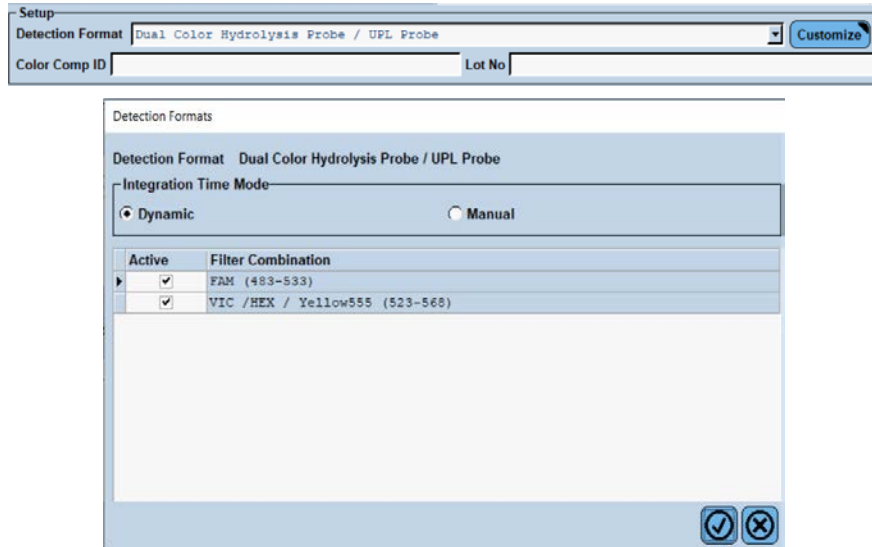 Setup
Detection Format Dual Color Hydrolysis Probe / UPL Probe Customize
Color Comp ID Lot No
Detection Formats
Detection Format Dual Color Hydrolysis Probe / UPL Probe
Integration Time Mode
Dynamic Manual
Active Filter Combination
FAM (483-533)
VIC /HEX / Yellow555 (523-568)